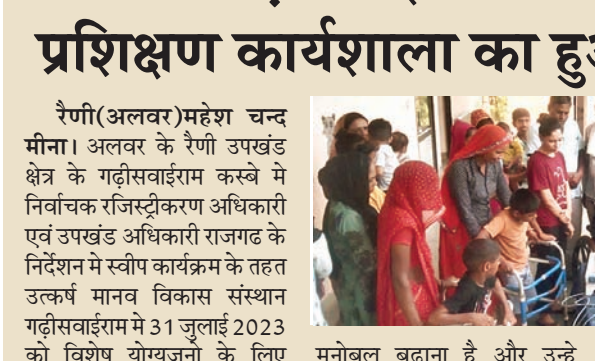 प्रशिक्षण कार्यशाला का
रैणी(अलवर)महेश चन्द
मीना। अलवर के रैणी उपखंड
क्षेत्र के गढ़ीसवाईराम कस्बे मे
निर्वाचक रजिस्ट्रीकरण अधिकारी
एवं उपखंड अधिकारी राजगढ के
निर्देशन मे स्वीप कार्यक्रम के तहत
उत्कर्ष मानव विकास संस्थान
गढ़ीसवाईराम मे 31 जुलाई 2023
को विशेष योग्यजनो के लिए
मनोबल बढाना है और उन्हे